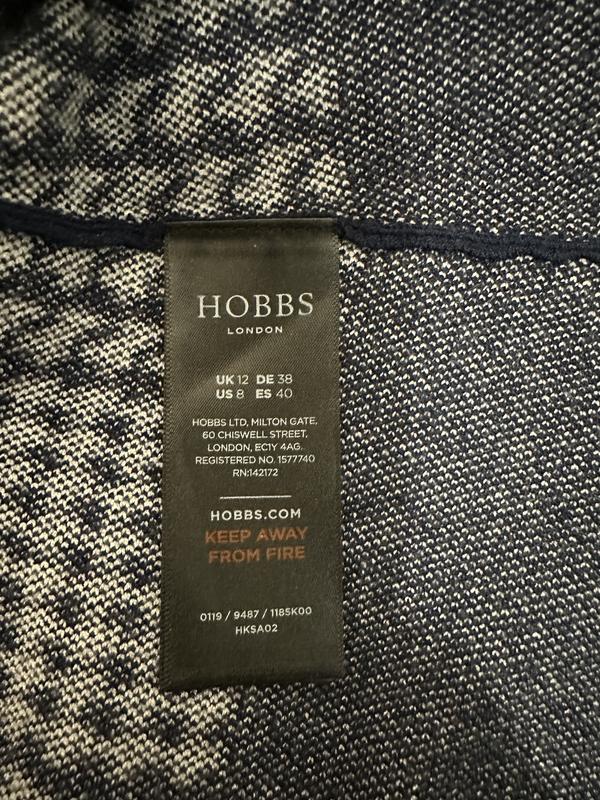 HOBBS
LONDON
UK 12 DE 38
US 8 ES 40
HOBBS LTD, MILTON GATE,
60 CHISWELL STREET,
LONDON, EC1Y 4AG.
REGISTERED NO. 1577740
RN:142172
HOBBS.COM
KEEP AWAY
FROM FIRE
0119 / 9487 / 1185K00
HKSA02